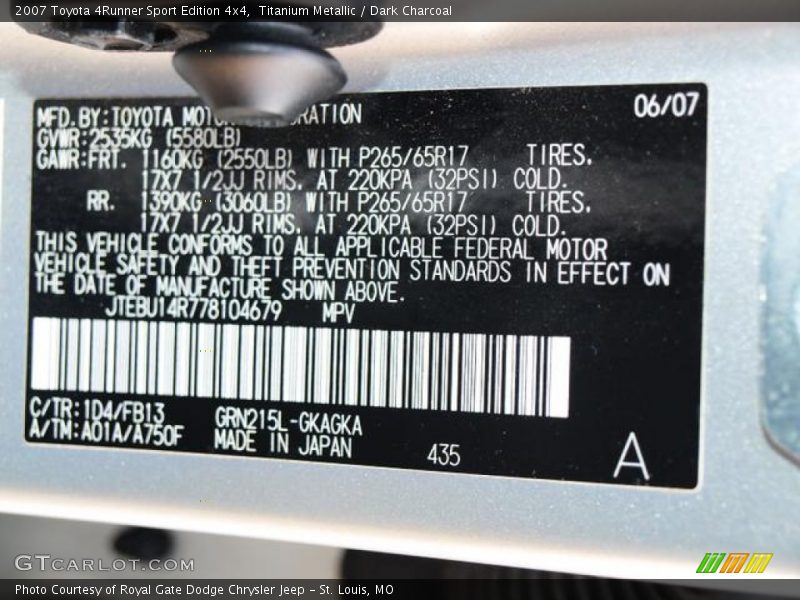 2007 Toyota 4Runner Sport Edition 4x4,  Titanium Metallic / Dark Charcoal
MFD.BY:TOYOTA MOTOR RATION 06/07
GVWR:2535KG (5580LB)
GAWR:FRT. 1160KG (2550LB) WITH P265/65R17 TIRES,
17X7 1/2JJ RIMS, AT 220KPA (32PSI) COLD.
RR. 1390KG (3060LB) WITH P265/65R17 TIRES,
17X7 1/2JJ RIMS, AT 220KPA (32PSI) COLD.
THIS VEHICLE CONFORMS TO ALL APPLICABLE FEDERAL MOTOR
VEHICLE SAFETY AND THEFT PREVENTION STANDARDS IN EFFECT ON
THE DATE OF MANUFACTURE SHOWN ABOVE.
JTEBU14R778104679 MPV
C/TR:1D4/FB13 GRN215L-GKAGKA
A/TM:A01A/A750F MADE IN JAPAN 435 A
GTCARLOT.COM
Photo Courtesy of Royal Gate Dodge Chrysler Jeep - St. Louis, MO